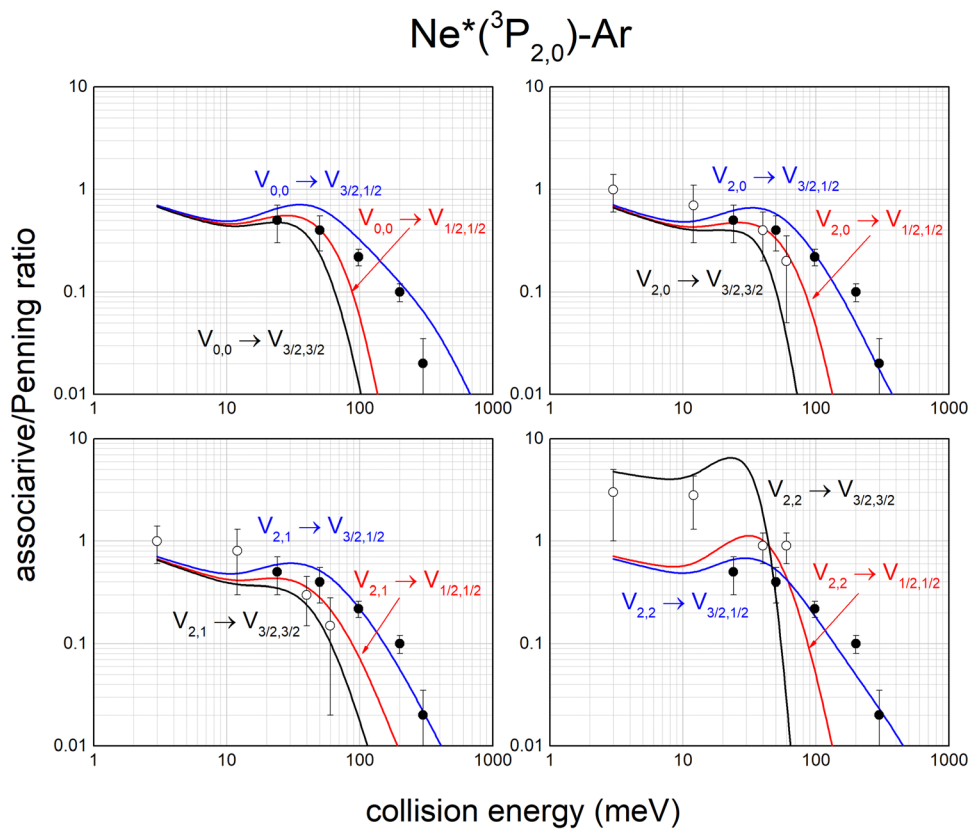 Ne*(³P₂,₀)-Ar
associarive/Penning ratio
10
1
0.1
0.01
1 10 100 1000
V₀,₀ → V₃/₂,₁/₂
V₀,₀ → V₁/₂,₁/₂
V₀,₀ → V₃/₂,₃/₂
10
1
0.1
0.01
1 10 100 1000
V₂,₀ → V₃/₂,₁/₂
V₂,₀ → V₁/₂,₁/₂
V₂,₀ → V₃/₂,₃/₂
10
1
0.1
0.01
1 10 100 1000
V₂,₁ → V₃/₂,₁/₂
V₂,₁ → V₁/₂,₁/₂
V₂,₁ → V₃/₂,₃/₂
10
1
0.1
0.01
1 10 100 1000
V₂,₂ → V₃/₂,₃/₂
V₂,₂ → V₁/₂,₁/₂
V₂,₂ → V₃/₂,₁/₂
collision energy (meV)